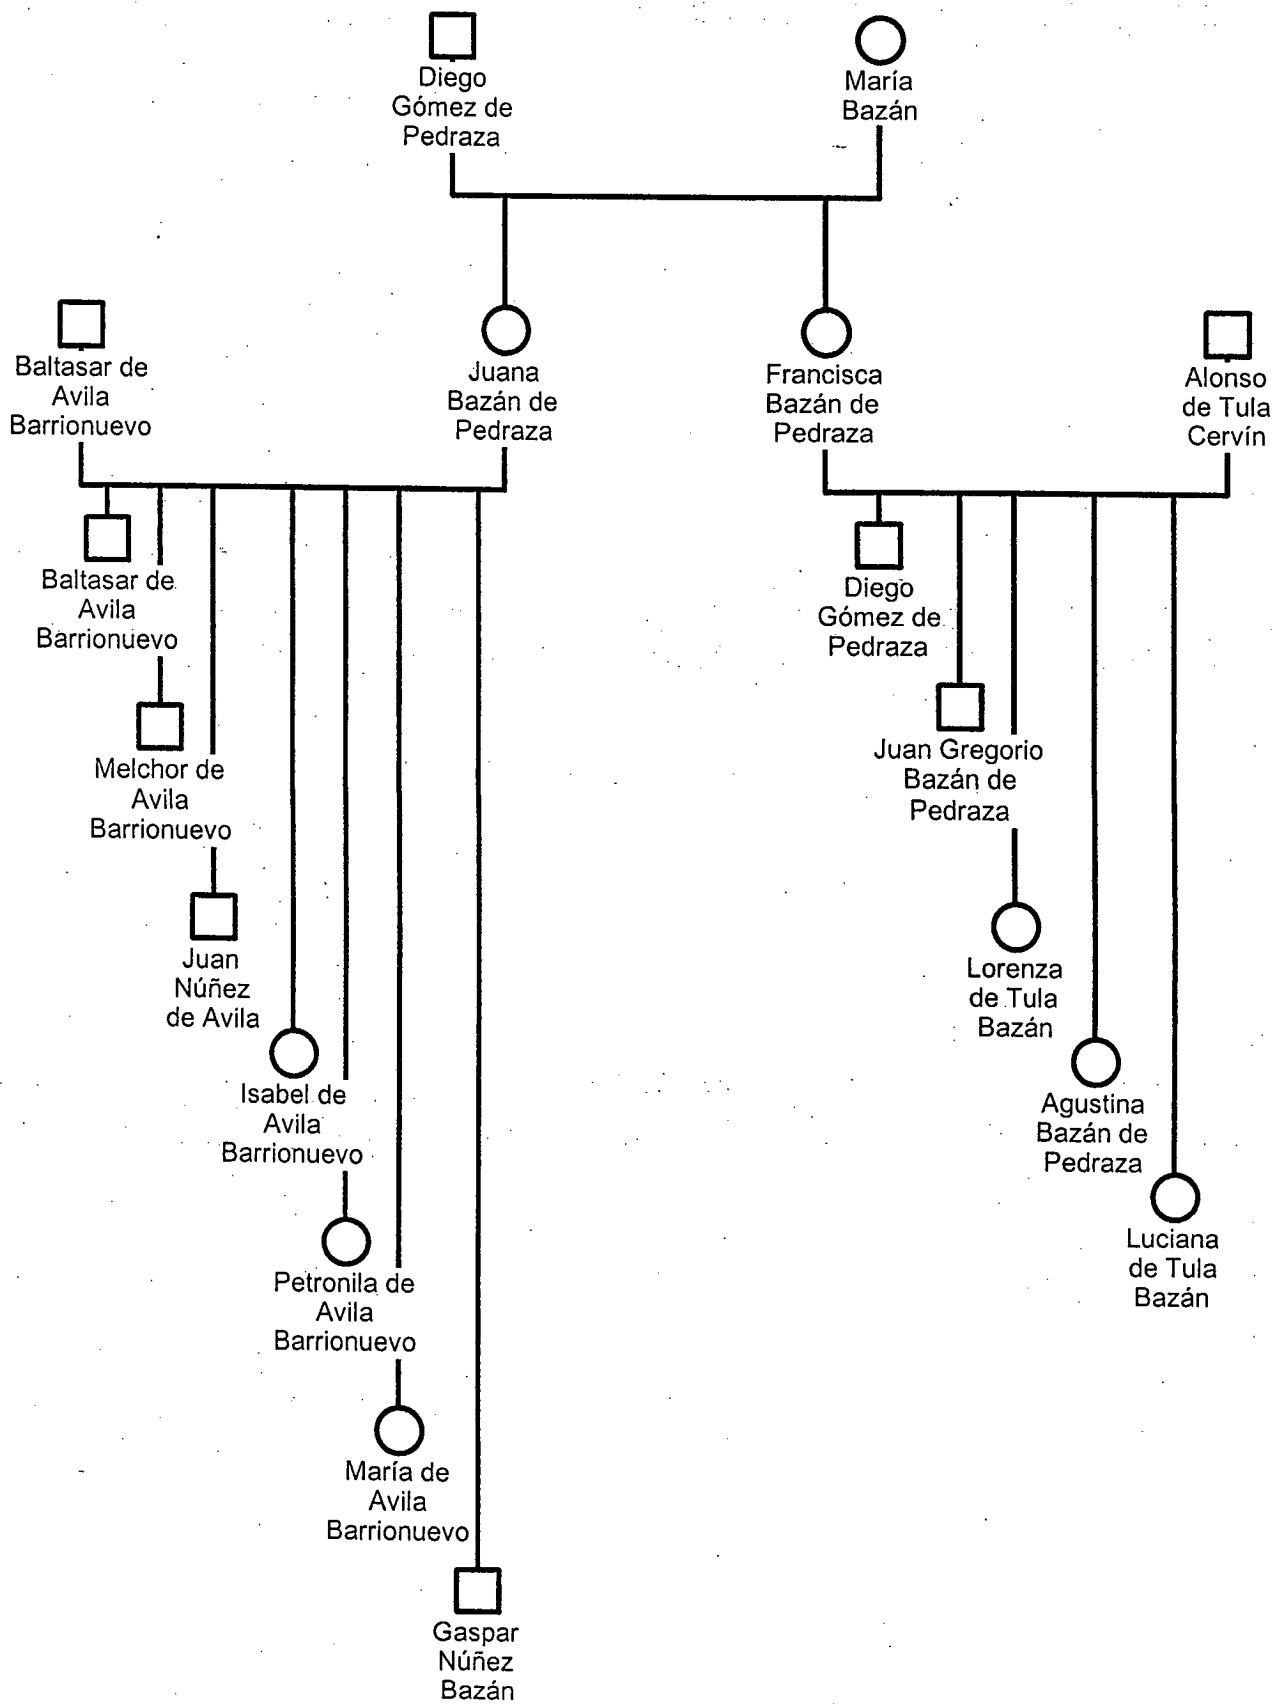 Diego
Gómez de
Pedraza
María
Bazán
Baltasar de
Avila
Barrionuevo
Juana
Bazán de
Pedraza
Francisca
Bazán de
Pedraza
Alonso
de Tula
Cervín
Baltasar de
Avila
Barrionuevo
Diego
Gómez de
Pedraza
Melchor de
Avila
Barrionuevo
Juan Gregorio
Bazán de
Pedraza
Juan
Núñez
de Avila
Lorenza
de Tula
Bazán
Isabel de
Avila
Barrionuevo
Agustina
Bazán de
Pedraza
Petronila de
Avila
Barrionuevo
Luciana
de Tula
Bazán
María de
Avila
Barrionuevo
Gaspar
Núñez
Bazán